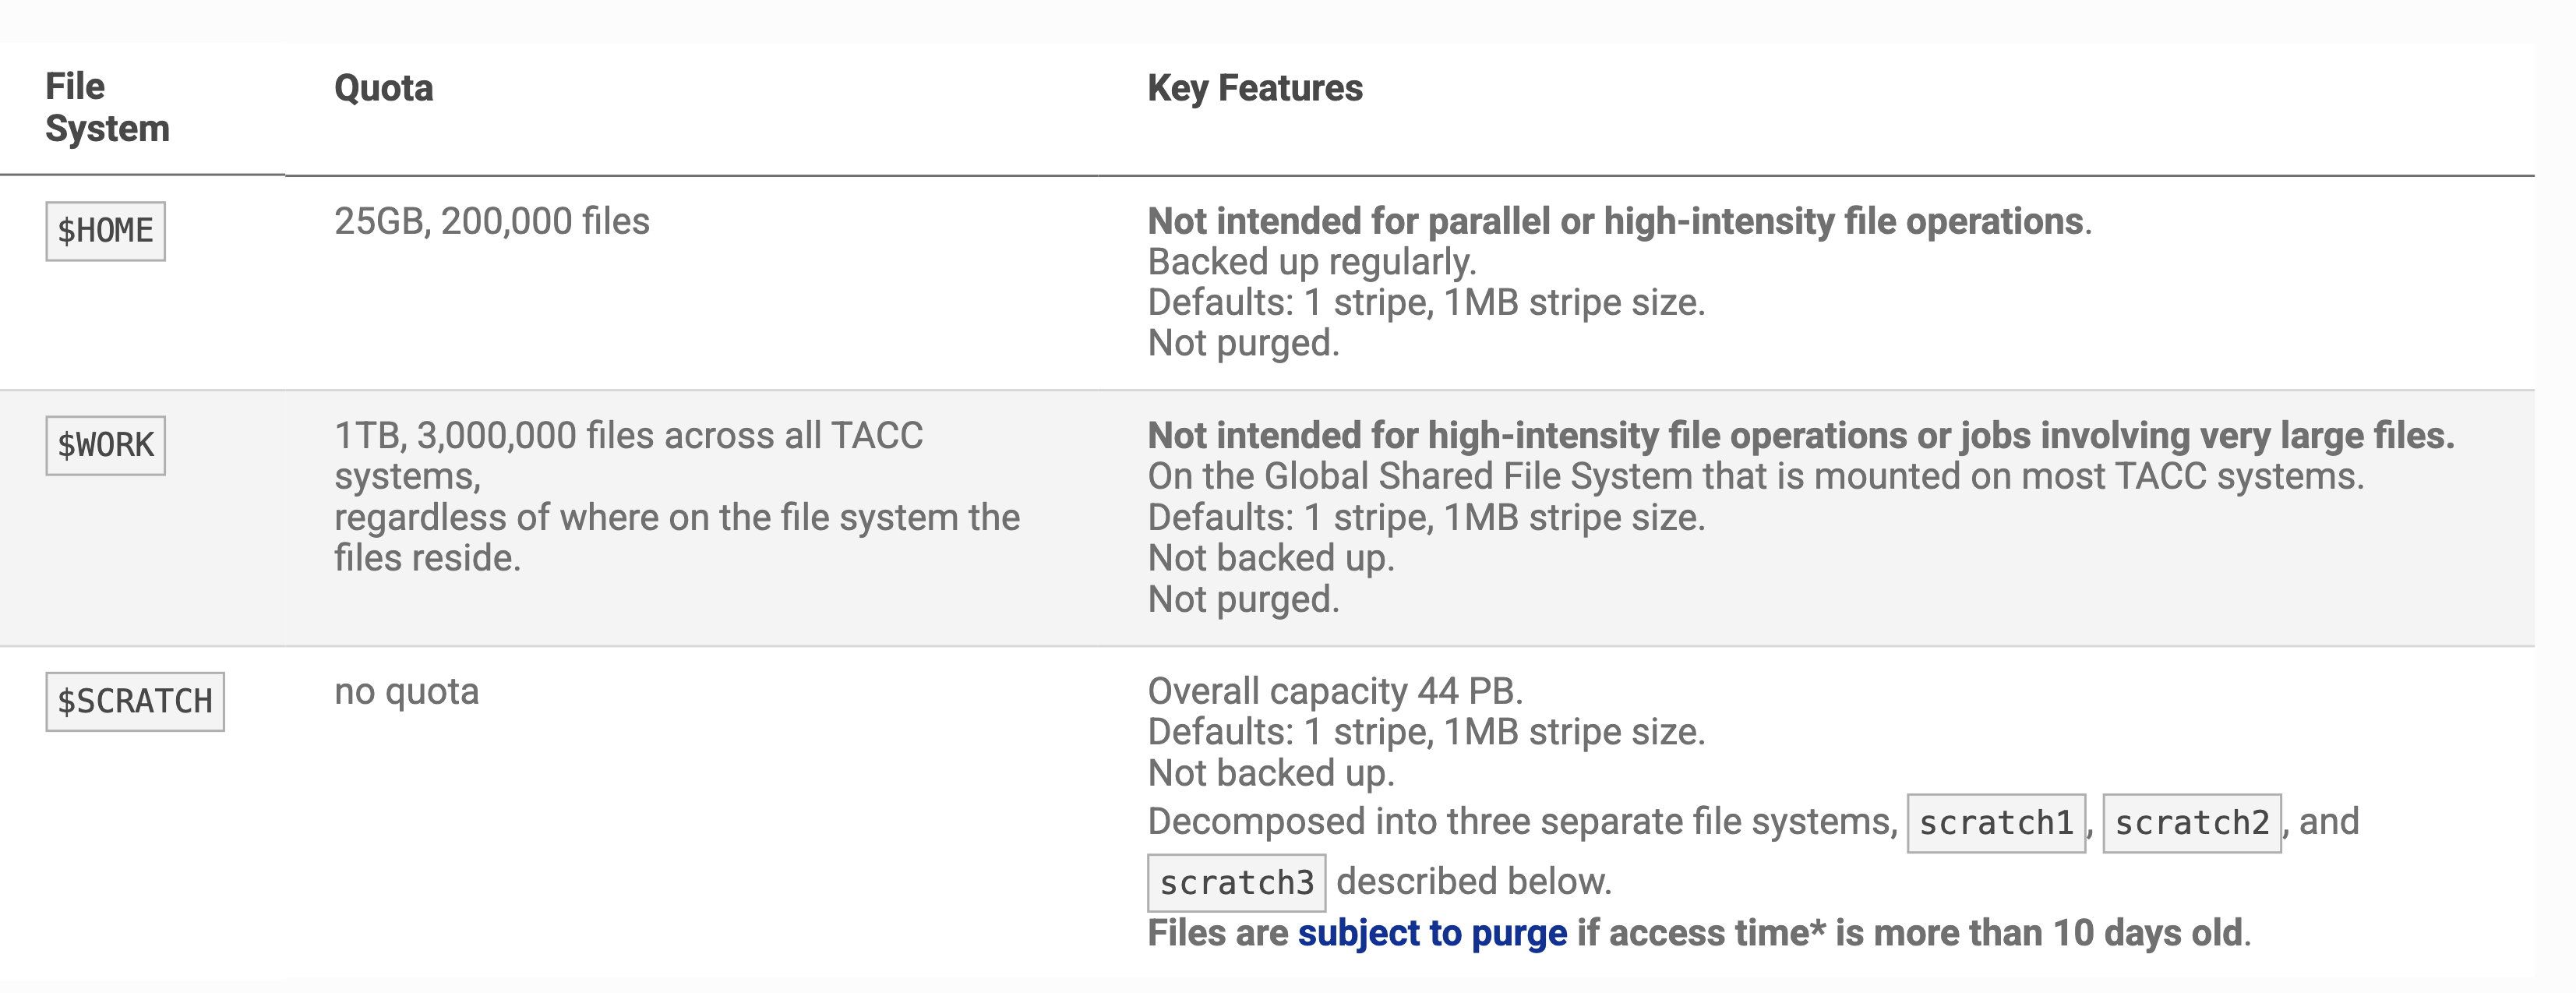 File
System
Quota
Key Features
$HOME
25GB, 200,000 files
Not intended for parallel or high-intensity file operations.
Backed up regularly.
Defaults: 1 stripe, 1MB stripe size.
Not purged.
$WORK
1TB, 3,000,000 files across all TACC
systems,
regardless of where on the file system the
files reside.
Not intended for high-intensity file operations or jobs involving very large files.
On the Global Shared File System that is mounted on most TACC systems.
Defaults: 1 stripe, 1MB stripe size.
Not backed up.
Not purged.
$SCRATCH
no quota
Overall capacity 44 PB.
Defaults: 1 stripe, 1MB stripe size.
Not backed up.
Decomposed into three separate file systems, scratch1, scratch2, and
scratch3 described below.
Files are subject to purge if access time* is more than 10 days old.